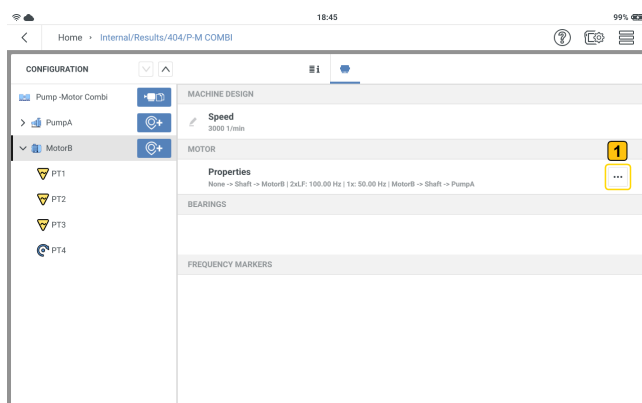 18:45
99%
Home › Internal/Results/404/P-M COMBI
CONFIGURATION
Pump -Motor Combi
PumpA
MotorB
PT1
PT2
PT3
PT4
MACHINE DESIGN
Speed
3000 1/min
MOTOR
1
Properties
None -> Shaft -> MotorB | 2xLF: 100.00 Hz | 1x: 50.00 Hz | MotorB -> Shaft -> PumpA
BEARINGS
FREQUENCY MARKERS